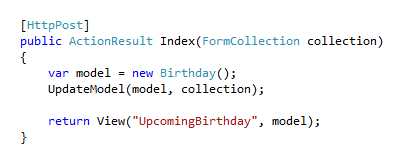 [HttpPost]
public ActionResult Index(FormCollection collection)
{
    var model = new Birthday();
    UpdateModel(model, collection);

    return View("UpcomingBirthday", model);
}